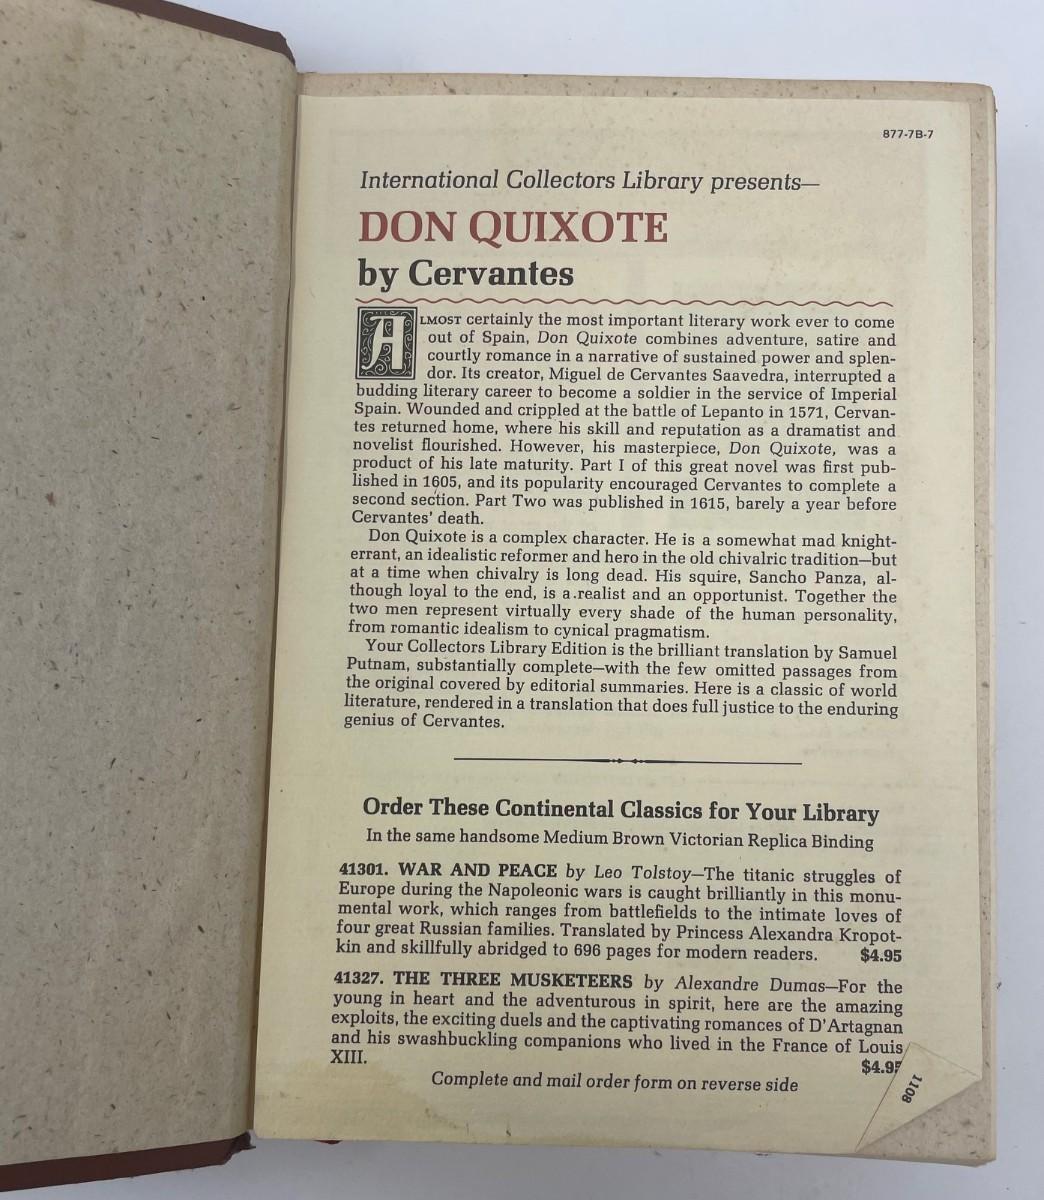 877-7B-7
International Collectors Library presents—
DON QUIXOTE
by Cervantes
ALMOST certainly the most important literary work ever to come
out of Spain, Don Quixote combines adventure, satire and
courtly romance in a narrative of sustained power and splen-
dor. Its creator, Miguel de Cervantes Saavedra, interrupted a
budding literary career to become a soldier in the service of Imperial
Spain. Wounded and crippled at the battle of Lepanto in 1571, Cervan-
tes returned home, where his skill and reputation as a dramatist and
novelist flourished. However, his masterpiece, Don Quixote, was a
product of his late maturity. Part I of this great novel was first pub-
lished in 1605, and its popularity encouraged Cervantes to complete a
second section. Part Two was published in 1615, barely a year before
Cervantes' death.
Don Quixote is a complex character. He is a somewhat mad knight-
errant, an idealistic reformer and hero in the old chivalric tradition—but
at a time when chivalry is long dead. His squire, Sancho Panza, al-
though loyal to the end, is a realist and an opportunist. Together the
two men represent virtually every shade of the human personality,
from romantic idealism to cynical pragmatism.
Your Collectors Library Edition is the brilliant translation by Samuel
Putnam, substantially complete—with the few omitted passages from
the original covered by editorial summaries. Here is a classic of world
literature, rendered in a translation that does full justice to the enduring
genius of Cervantes.
Order These Continental Classics for Your Library
In the same handsome Medium Brown Victorian Replica Binding
41301. WAR AND PEACE by Leo Tolstoy—The titanic struggles of
Europe during the Napoleonic wars is caught brilliantly in this monu-
mental work, which ranges from battlefields to the intimate loves of
four great Russian families. Translated by Princess Alexandra Kropot-
kin and skillfully abridged to 696 pages for modern readers. $4.95
41327. THE THREE MUSKETEERS by Alexandre Dumas—For the
young in heart and the adventurous in spirit, here are the amazing
exploits, the exciting duels and the captivating romances of D'Artagnan
and his swashbuckling companions who lived in the France of Louis
XIII. $4.95
Complete and mail order form on reverse side
1108